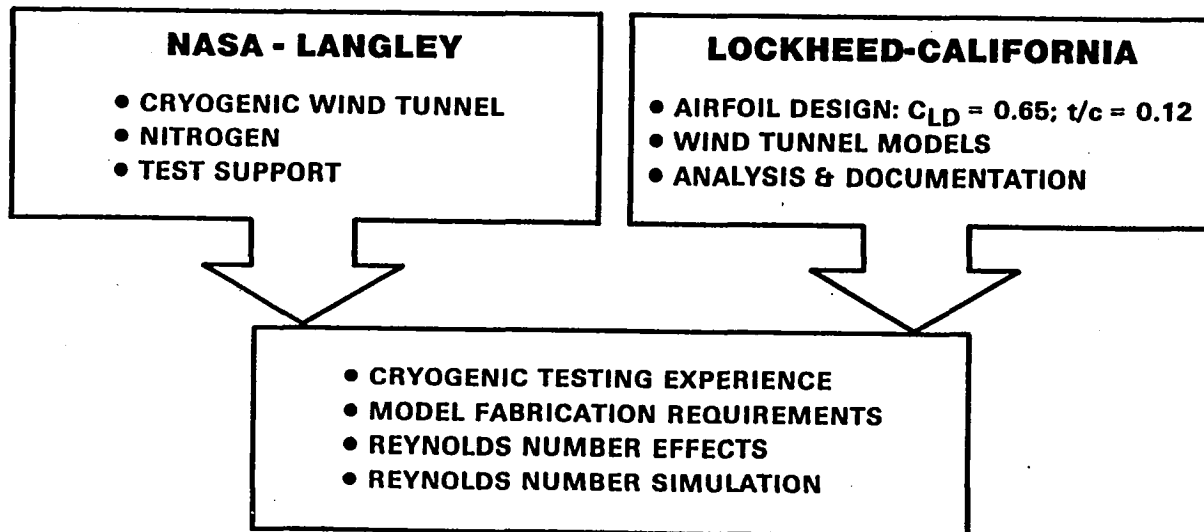 NASA - LANGLEY
• CRYOGENIC WIND TUNNEL
• NITROGEN
• TEST SUPPORT
LOCKHEED-CALIFORNIA
• AIRFOIL DESIGN: CLD = 0.65; t/c = 0.12
• WIND TUNNEL MODELS
• ANALYSIS & DOCUMENTATION
• CRYOGENIC TESTING EXPERIENCE
• MODEL FABRICATION REQUIREMENTS
• REYNOLDS NUMBER EFFECTS
• REYNOLDS NUMBER SIMULATION